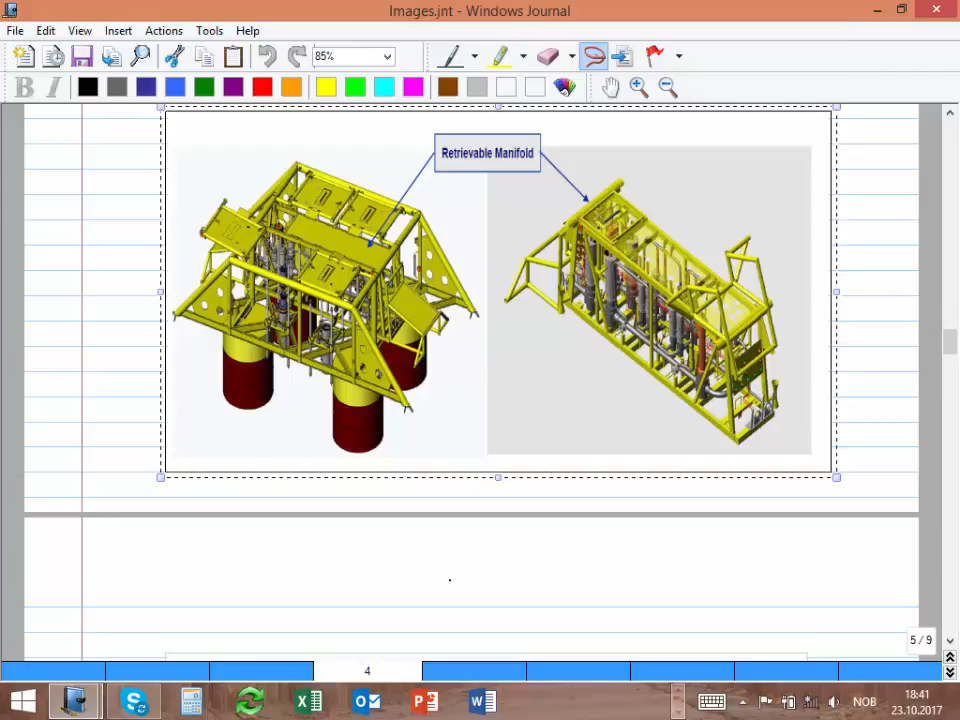 Images.jnt - Windows Journal
File Edit View Insert Actions Tools Help
85%
B I
Retrievable Manifold
5 / 9
4
NOB
18:41
23.10.2017